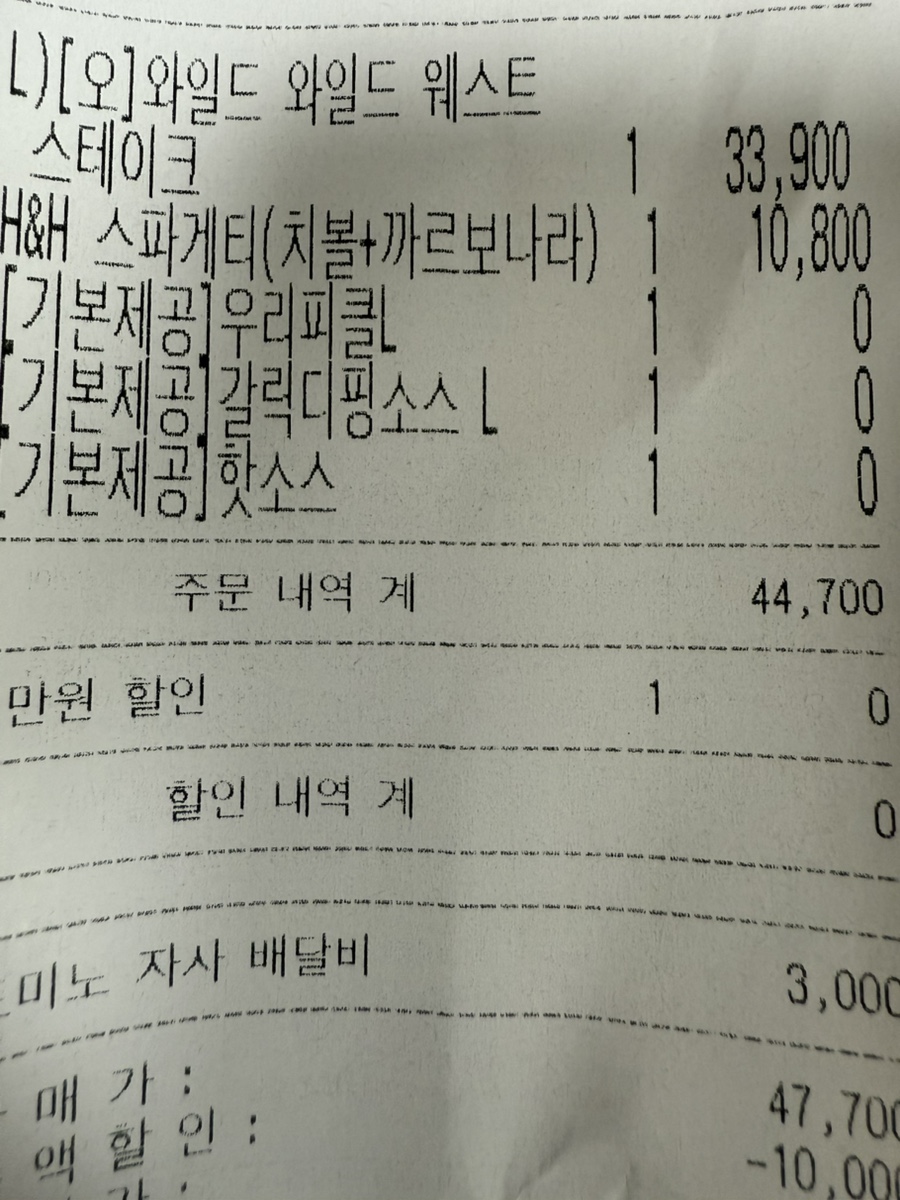 L)[오]와일드 와일드 웨스트
스테이크 1 33,900
H&H 스파게티(치볼+까르보나라) 1 10,800
[기본제공]우리피클L 1 0
[기본제공]갈릭디핑소스 L 1 0
[기본제공]핫소스 1 0
주문 내역 계 44,700
만원 할인 1 0
할인 내역 계 0
미노 자사 배달비 3,000
매 가 : 47,700
액 할 인 : -10,000